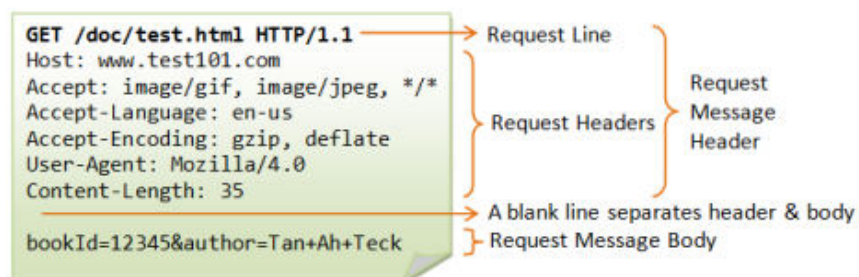 GET /doc/test.html HTTP/1.1
Host: www.test101.com
Accept: image/gif, image/jpeg, */*
Accept-Language: en-us
Accept-Encoding: gzip, deflate
User-Agent: Mozilla/4.0
Content-Length: 35
bookId=12345&author=Tan+Ah+Teck
Request Line
Request Headers
Request
Message
Header
A blank line separates header & body
Request Message Body